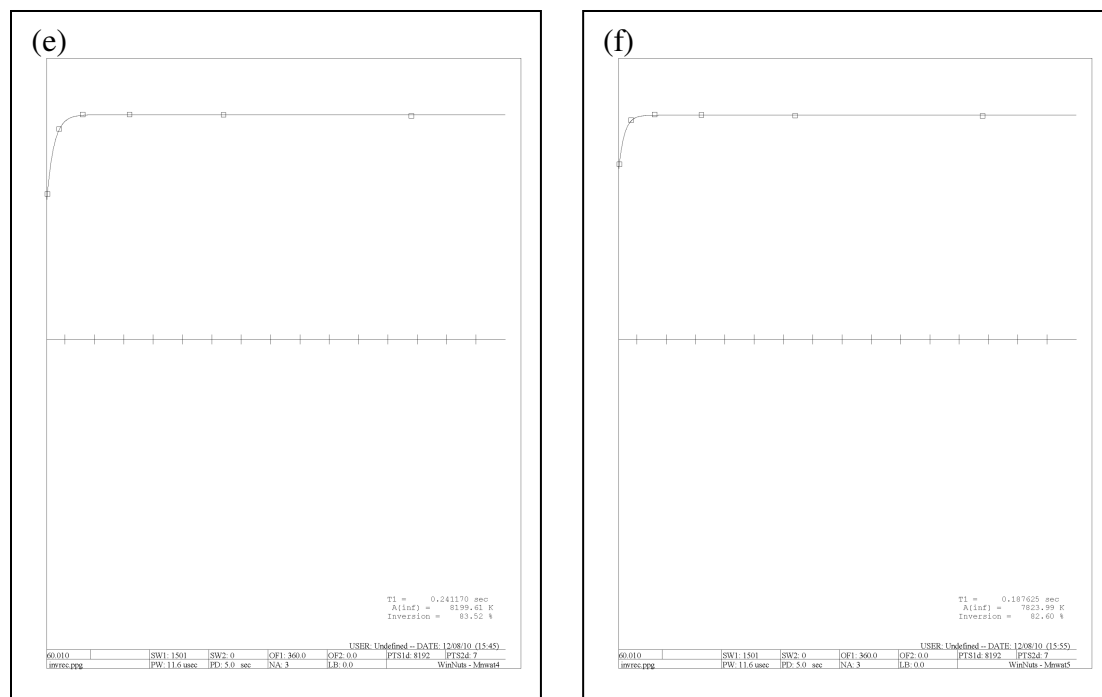 (e)
T1 = 0.241170 sec
A(inf) = 8199.61 K
Inversion = 83.52 %
USER: Undefined -- DATE: 12/08/10 (15:45)
60.010 SW1: 1501 SW2: 0 OF1: 360.0 OF2: 0.0 PTS1d: 8192 PTS2d: 7
invrec.ppg PW: 11.6 usec PD: 5.0 sec NA: 3 LB: 0.0 WinNuts - Mnwat4
(f)
T1 = 0.187625 sec
A(inf) = 7823.99 K
Inversion = 82.60 %
USER: Undefined -- DATE: 12/08/10 (15:55)
60.010 SW1: 1501 SW2: 0 OF1: 360.0 OF2: 0.0 PTS1d: 8192 PTS2d: 7
invrec.ppg PW: 11.6 usec PD: 5.0 sec NA: 3 LB: 0.0 WinNuts - Mnwat5